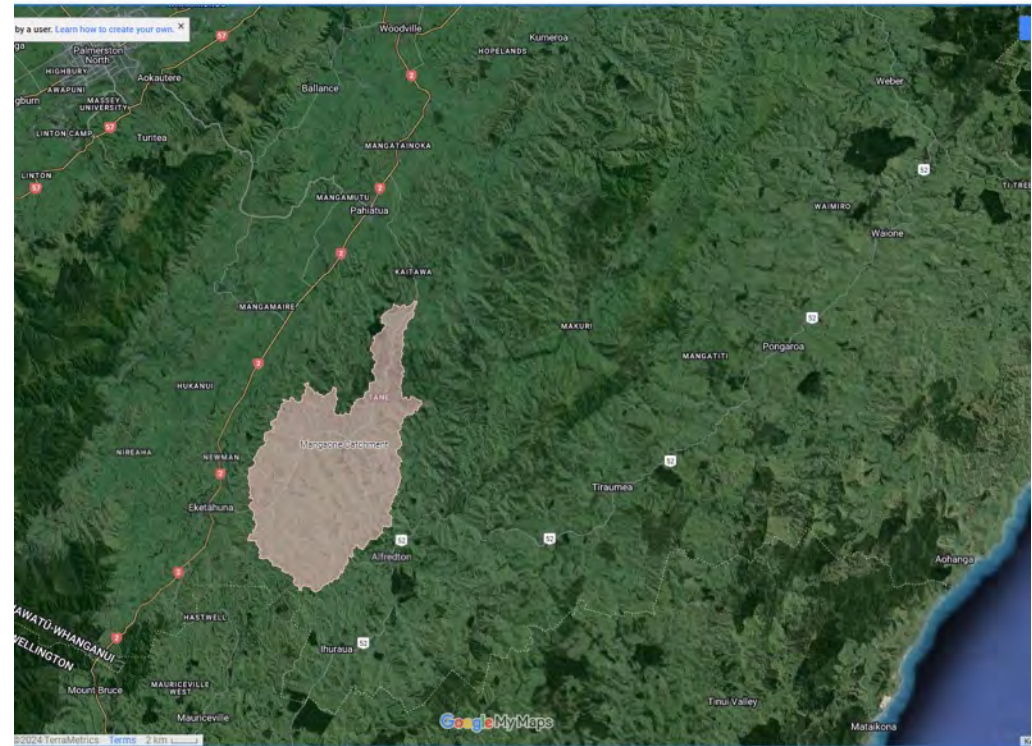 by a user. Learn how to create your own. ×
57
Woodville
Kumeroa
HOPELANDS
Palmerston
North
HIGHBURY
Aokautere
AWAPUNI
MASSEY
UNIVERSITY
2
Ballance
Weber
LINTON CAMP
57
Turitea
MANGATAINOKA
LINTON
57
52
2
MANGAMUTU
Pahiatua
WAIMIRO
Waione
2
KAITAWA
MANGAMAIRE
52
MAKURI
Pongaroa
MANGATITI
2
HUKANUI
TANE
Mangaone Catchment
NIREAHA
NEWMAN
2
52
Tiraumea
Eketāhuna
52
52
Alfredton
Aohanga
2
HASTWELL
2
52
Ihuraua
WELLINGTON
Mount Bruce
MAURICEVILLE
WEST
Tinui Valley
Mauriceville
Google My Maps
Mataikona
©2024 TerraMetrics Terms 2 km